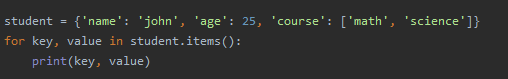 student = {'name': 'john', 'age': 25, 'course': ['math', 'science']}
for key, value in student.items():
    print(key, value)